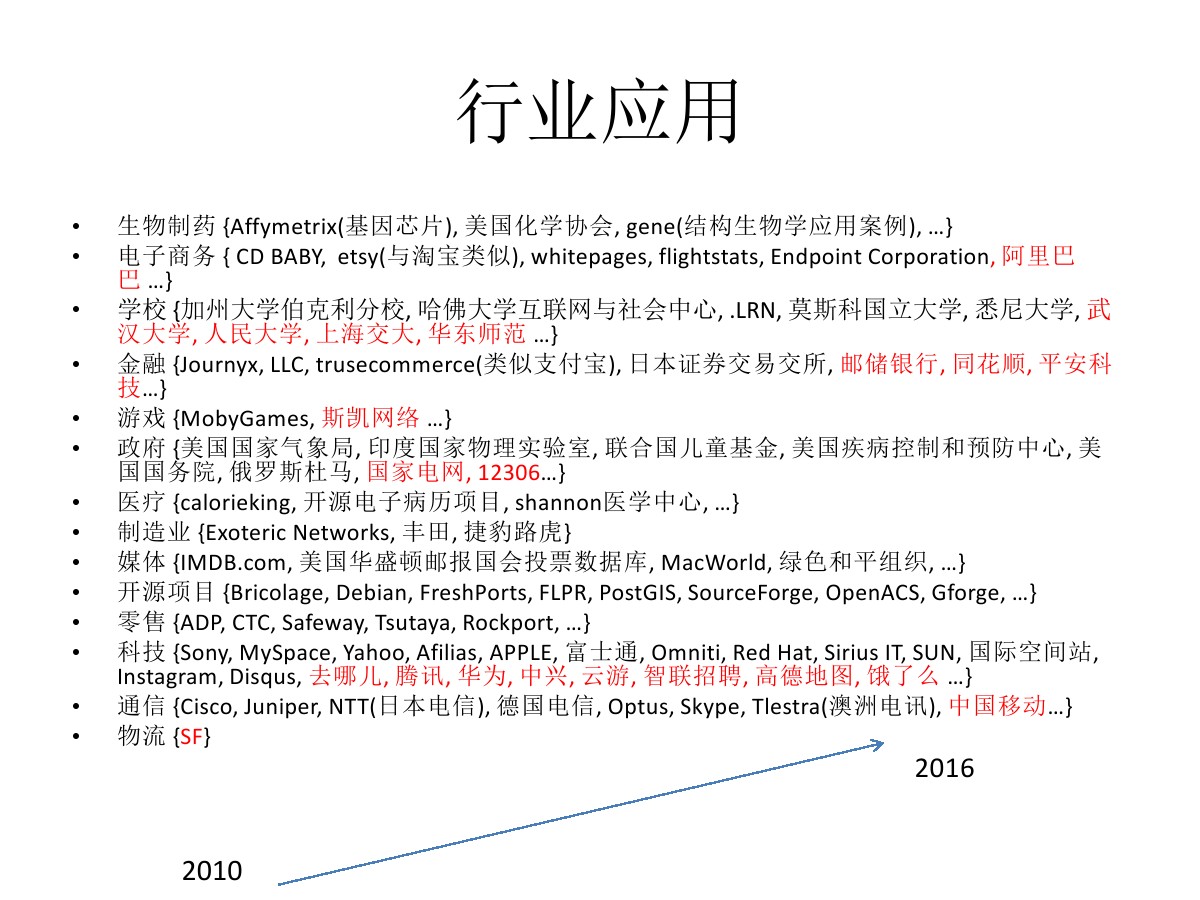 行业应用
• 生物制药 {Affymetrix(基因芯片), 美国化学协会, gene(结构生物学应用案例), …}
• 电子商务 { CD BABY, etsy(与淘宝类似), whitepages, flightstats, Endpoint Corporation, 阿里巴
巴 …}
• 学校 {加州大学伯克利分校, 哈佛大学互联网与社会中心, .LRN, 莫斯科国立大学, 悉尼大学, 武
汉大学, 人民大学, 上海交大, 华东师范 …}
• 金融 {Journyx, LLC, trusecommerce(类似支付宝), 日本证券交易交所, 邮储银行, 同花顺, 平安科
技…}
• 游戏 {MobyGames, 斯凯网络 …}
• 政府 {美国国家气象局, 印度国家物理实验室, 联合国儿童基金, 美国疾病控制和预防中心, 美
国国务院, 俄罗斯杜马, 国家电网, 12306…}
• 医疗 {calorieking, 开源电子病历项目, shannon医学中心, …}
• 制造业 {Exoteric Networks, 丰田, 捷豹路虎}
• 媒体 {IMDB.com, 美国华盛顿邮报国会投票数据库, MacWorld, 绿色和平组织, …}
• 开源项目 {Bricolage, Debian, FreshPorts, FLPR, PostGIS, SourceForge, OpenACS, Gforge, …}
• 零售 {ADP, CTC, Safeway, Tsutaya, Rockport, …}
• 科技 {Sony, MySpace, Yahoo, Afilias, APPLE, 富士通, Omniti, Red Hat, Sirius IT, SUN, 国际空间站,
Instagram, Disqus, 去哪儿, 腾讯, 华为, 中兴, 云游, 智联招聘, 高德地图, 饿了么 …}
• 通信 {Cisco, Juniper, NTT(日本电信), 德国电信, Optus, Skype, Tlestra(澳洲电讯), 中国移动…}
• 物流 {SF}
2016
2010